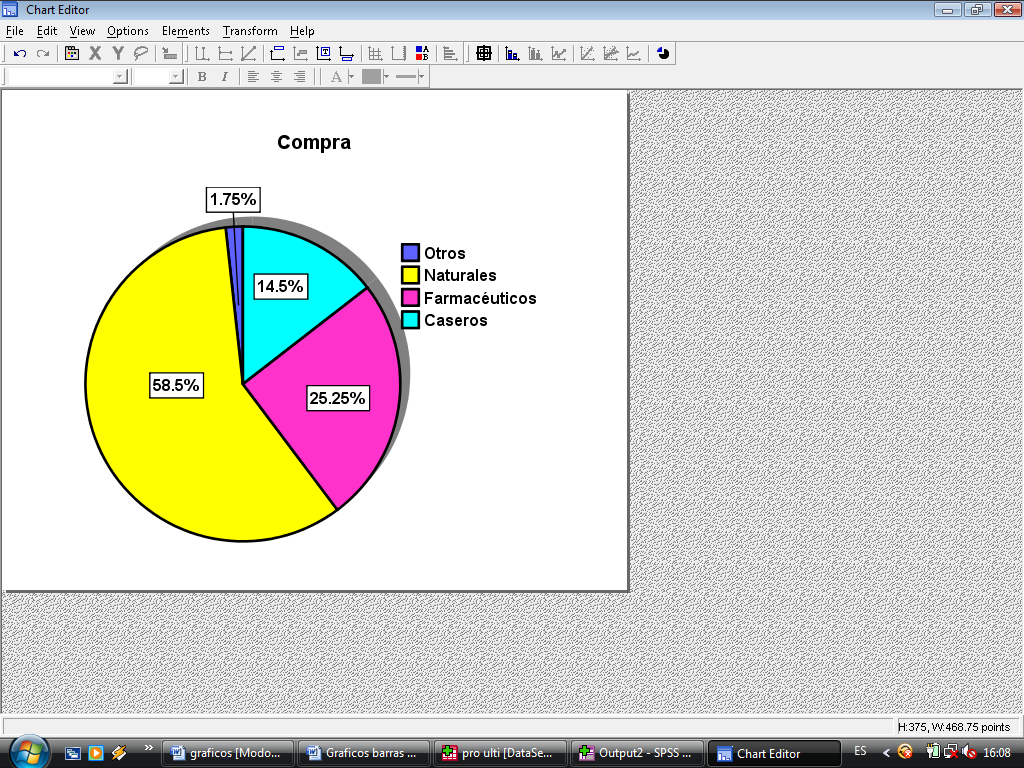 Chart Editor
File Edit View Options Elements Transform Help
X Y
B I A
Compra
1.75%
Otros
Naturales
Farmacéuticos
Caseros
14.5%
58.5%
25.25%
H:375, W:468.75 points
graficos [Modo... Graficos barras ... pro ulti [DataSe... Output2 - SPSS ... Chart Editor ES 16:08